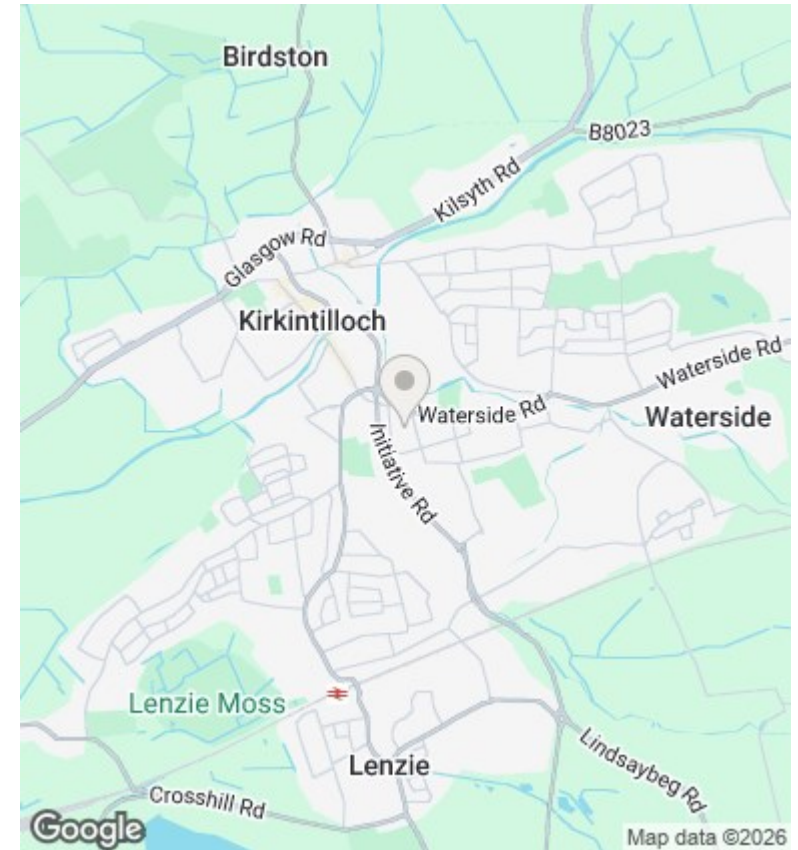 Birdston
B8023
Kilsyth Rd
Glasgow Rd
Kirkintilloch
Waterside Rd
Waterside Rd
Waterside
Initiative Rd
Lenzie Moss
Lenzie
Lindsaybeg Rd
Crosshill Rd
Google
Map data ©2026